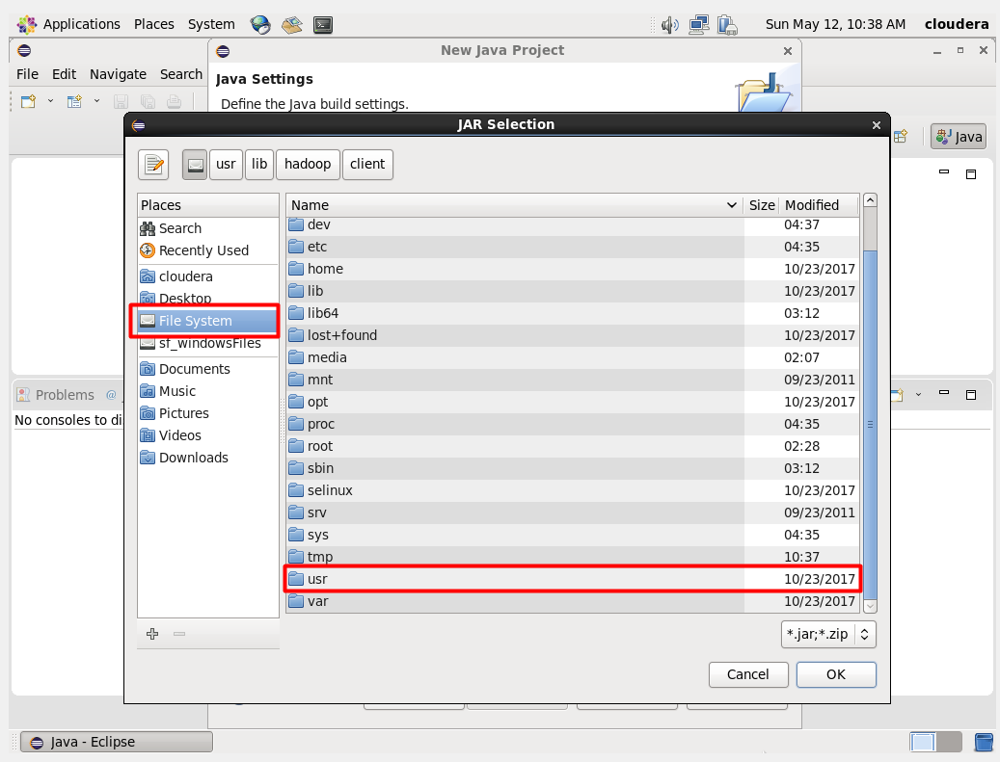 Applications Places System Sun May 12, 10:38 AM cloudera
New Java Project
File Edit Navigate Search
Java Settings
Define the Java build settings.
JAR Selection
Java
usr lib hadoop client
Places
Search
Recently Used
cloudera
Desktop
File System
sf_windowsFiles
Documents
Music
Pictures
Videos
Downloads
Name Size Modified
dev 04:37
etc 04:35
home 10/23/2017
lib 10/23/2017
lib64 03:12
lost+found 10/23/2017
media 02:07
mnt 09/23/2011
opt 10/23/2017
proc 04:35
root 02:28
sbin 03:12
selinux 10/23/2017
srv 09/23/2011
sys 04:35
tmp 10:37
usr 10/23/2017
var 10/23/2017
Problems @
No consoles to di
*.jar;*.zip
Cancel OK
Java - Eclipse